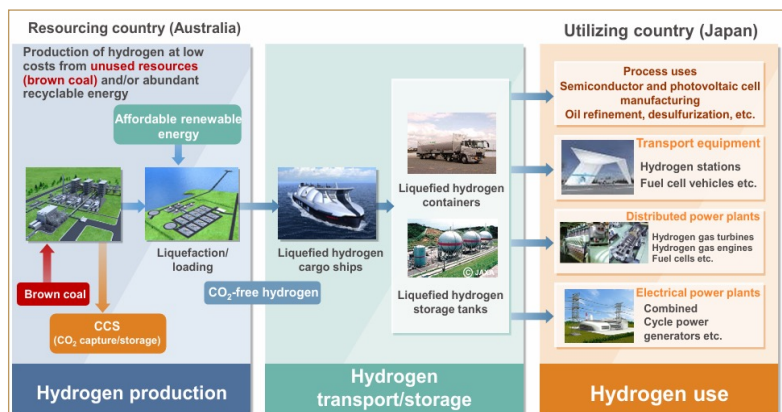 Resourcing country (Australia)
Utilizing country (Japan)
Production of hydrogen at low
costs from unused resources
(brown coal) and/or abundant
recyclable energy
Affordable renewable
energy
Liquefaction/
loading
Brown coal
CCS
(CO₂ capture/storage)
CO₂-free hydrogen
Liquefied hydrogen
cargo ships
Liquefied hydrogen
containers
© JAXA
Liquefied hydrogen
storage tanks
Process uses
Semiconductor and photovoltaic cell
manufacturing
Oil refinement, desulfurization, etc.
Transport equipment
Hydrogen stations
Fuel cell vehicles etc.
Distributed power plants
Hydrogen gas turbines
Hydrogen gas engines
Fuel cells etc.
Electrical power plants
Combined
Cycle power
generators etc.
Hydrogen production
Hydrogen
transport/storage
Hydrogen use